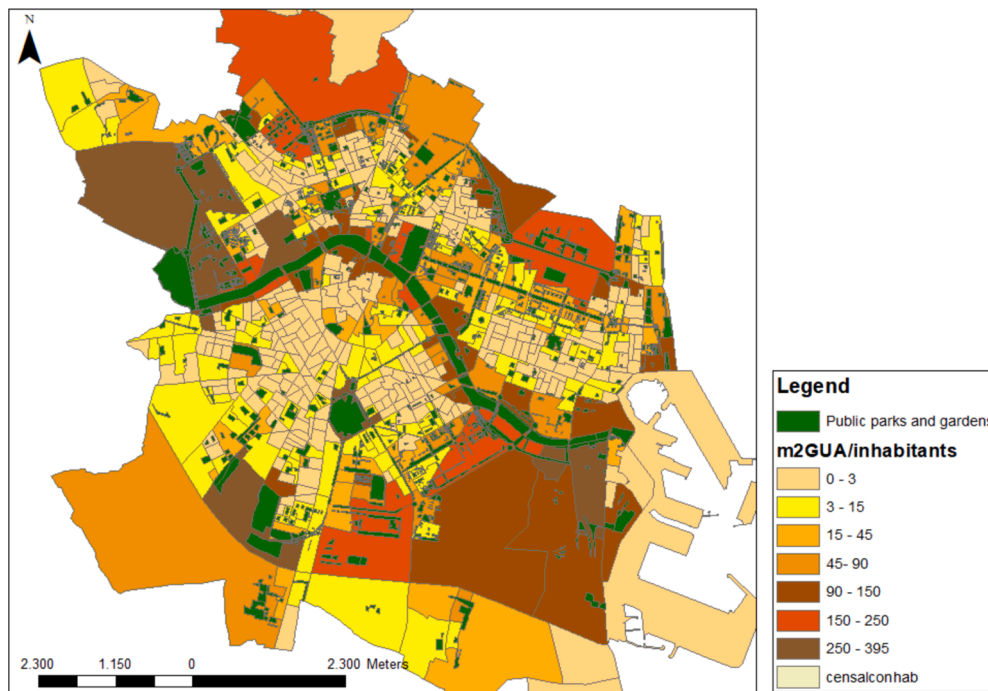 N
2.300
1.150
0
2.300 Meters
Legend
Public parks and gardens
m2GUA/inhabitants
0 - 3
3 - 15
15 - 45
45- 90
90 - 150
150 - 250
250 - 395
censalconhab